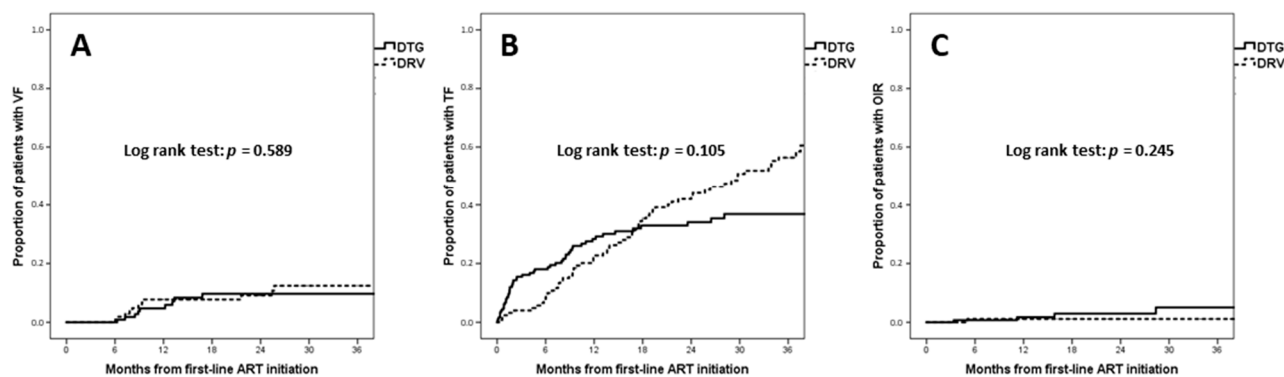 A
DTG
DRV
Log rank test: p = 0.589
Proportion of patients with VF
1.0
0.8
0.6
0.4
0.2
0.0
0 6 12 18 24 30 36
Months from first-line ART initiation
B
DTG
DRV
Log rank test: p = 0.105
Proportion of patients with TF
1.0
0.8
0.6
0.4
0.2
0.0
0 6 12 18 24 30 36
Months from first-line ART initiation
C
DTG
DRV
Log rank test: p = 0.245
Proportion of patients with OIR
1.0
0.8
0.6
0.4
0.2
0.0
0 6 12 18 24 30 36
Months from first-line ART initiation